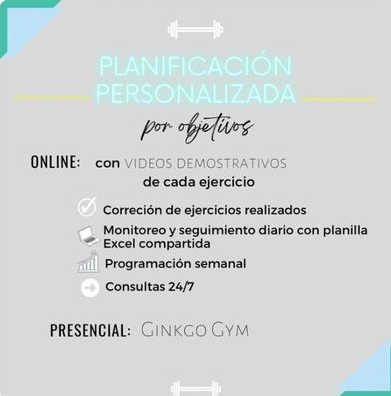 PLANIFICACIÓN
PERSONALIZADA
por objetivos
ONLINE: con VIDEOS DEMOSTRATIVOS
de cada ejercicio
Correción de ejercicios realizados
Monitoreo y seguimiento diario con planilla
Excel compartida
Programación semanal
Consultas 24/7
PRESENCIAL: GINKGO GYM